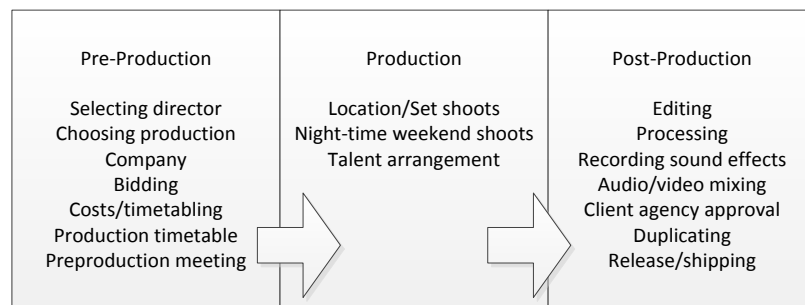 Pre-Production
Selecting director
Choosing production
Company
Bidding
Costs/timetabling
Production timetable
Preproduction meeting
Production
Location/Set shoots
Night-time weekend shoots
Talent arrangement
Post-Production
Editing
Processing
Recording sound effects
Audio/video mixing
Client agency approval
Duplicating
Release/shipping